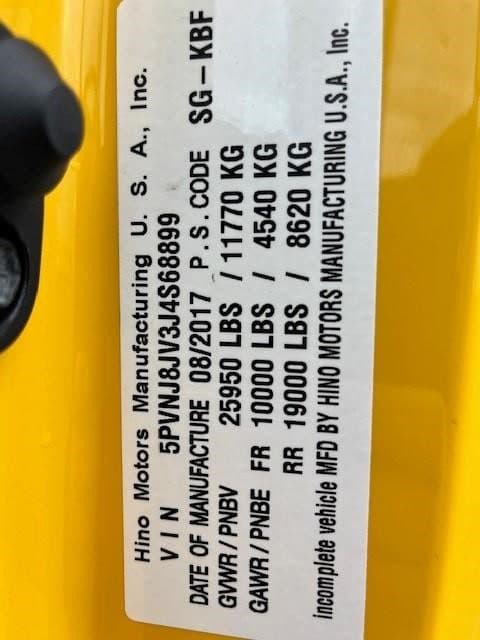 Hino Motors Manufacturing U. S. A., Inc.
VIN 5PVNJ8JV3J4S68899
DATE OF MANUFACTURE 08/2017 P.S.CODE SG-KBF
GVWR/PNBV 25950 LBS / 11770 KG
GAWR/PNBE FR 10000 LBS / 4540 KG
RR 19000 LBS / 8620 KG
incomplete vehicle MFD BY HINO MOTORS MANUFACTURING U.S.A., Inc.